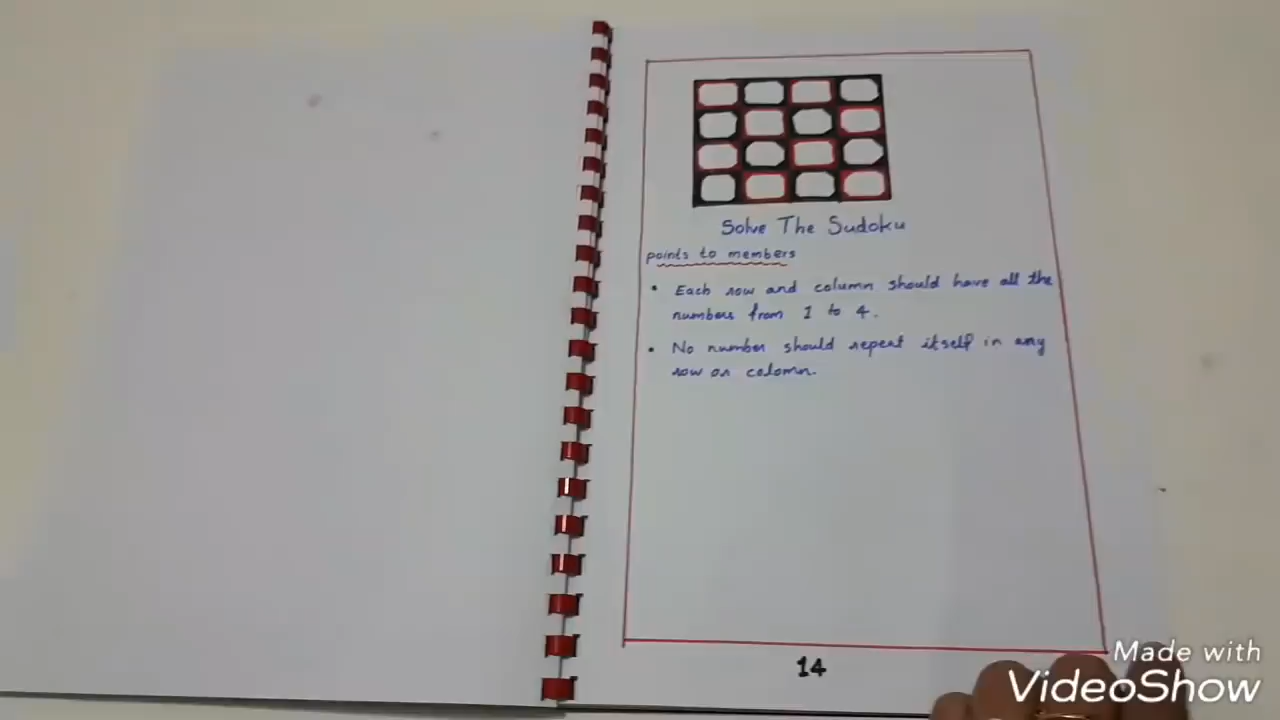 Solve The Sudoku
points to members
• Each row and column should have all the
numbers from 1 to 4.
• No number should repeat itself in any
row or colomn.
14
Made with
VideoShow